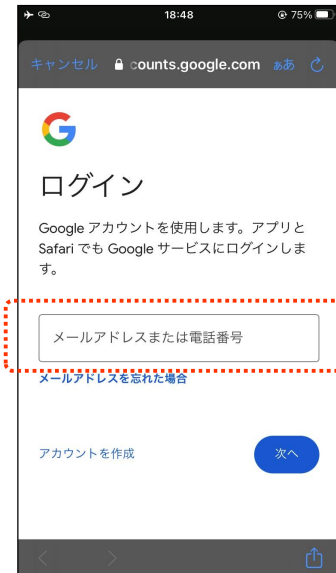 18:48
75%
キャンセル counts.google.com ああ
G
ログイン
Google アカウントを使用します。アプリと
Safari でも Google サービスにログインしま
す。
メールアドレスまたは電話番号
メールアドレスを忘れた場合
アカウントを作成
次へ